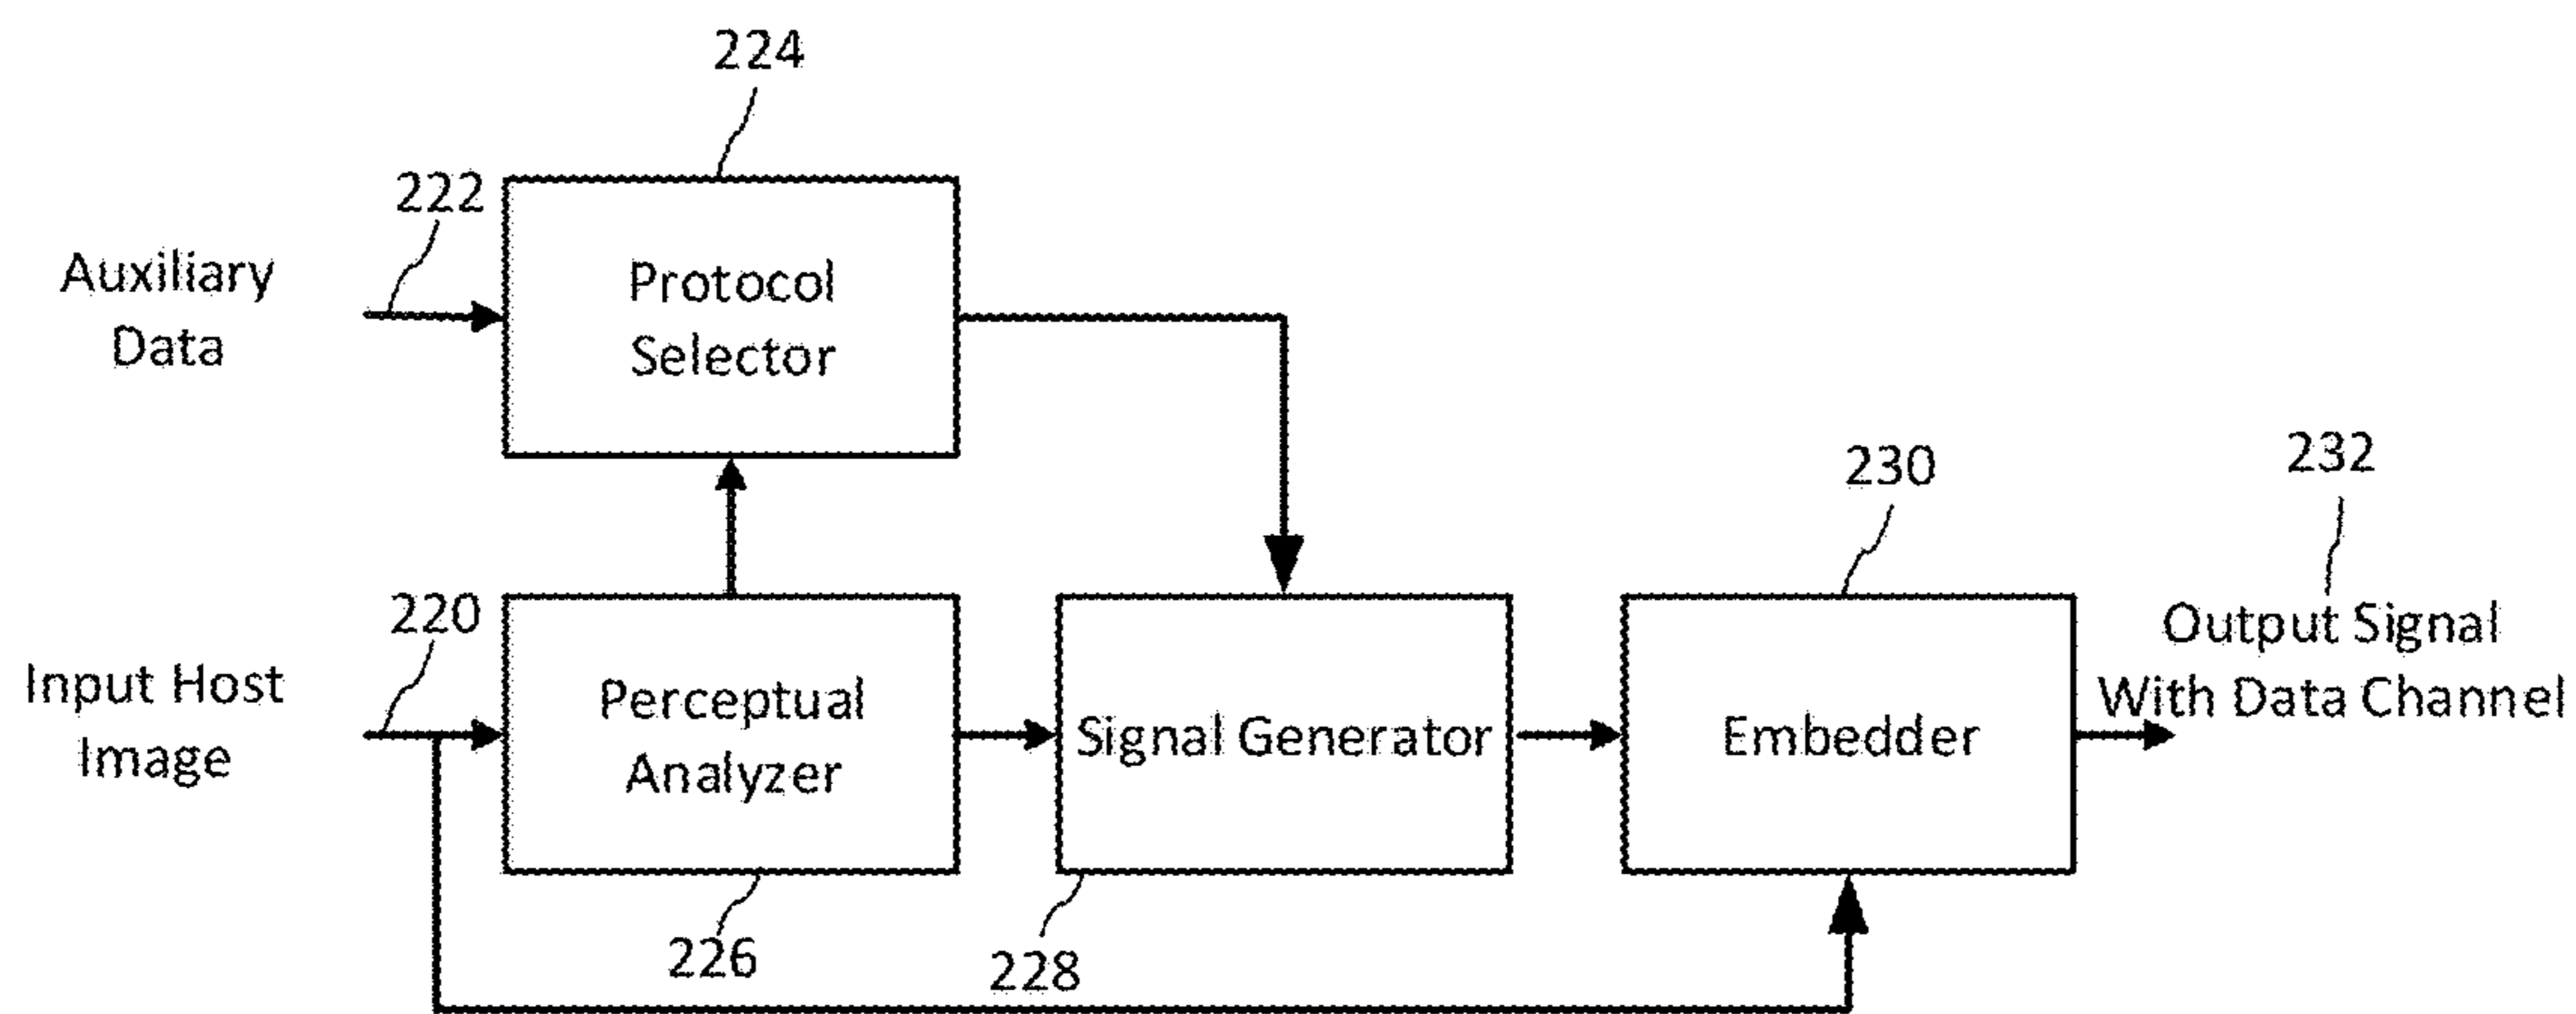 224
222
Auxiliary
Data
Protocol
Selector
230
232
220
Input Host
Image
Perceptual
Analyzer
Signal Generator
Embedder
Output Signal
With Data Channel
226
228